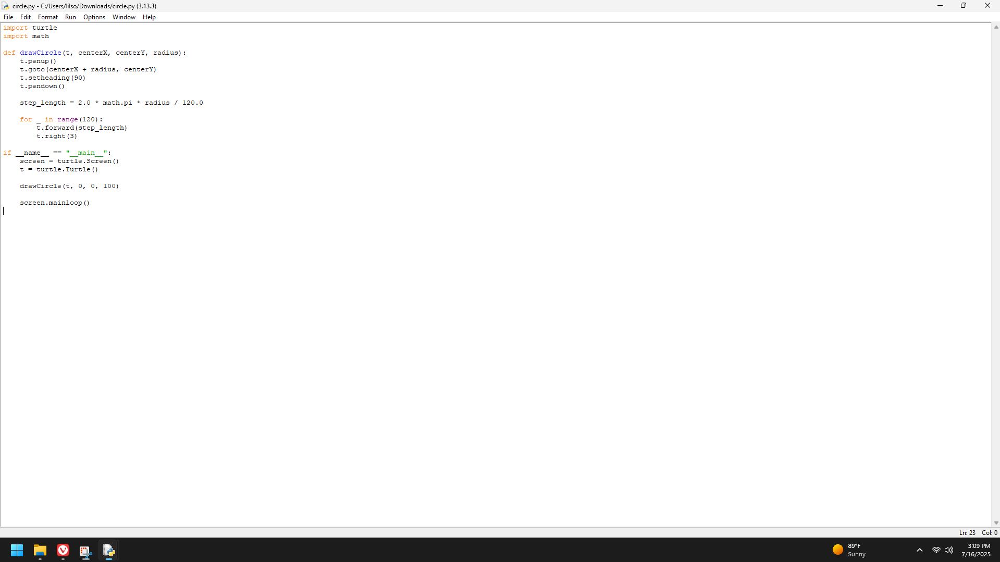 circle.py - C:/Users/lilso/Downloads/circle.py (3.13.3)
File Edit Format Run Options Window Help
import turtle
import math
def drawCircle(t, centerX, centerY, radius):
    t.penup()
    t.goto(centerX + radius, centerY)
    t.setheading(90)
    t.pendown()
    step_length = 2.0 * math.pi * radius / 120.0
    for _ in range(120):
        t.forward(step_length)
        t.right(3)
if __name__ == "__main__":
    screen = turtle.Screen()
    t = turtle.Turtle()
    drawCircle(t, 0, 0, 100)
    screen.mainloop()
Ln: 23 Col: 0
89°F
Sunny
3:09 PM
7/16/2025